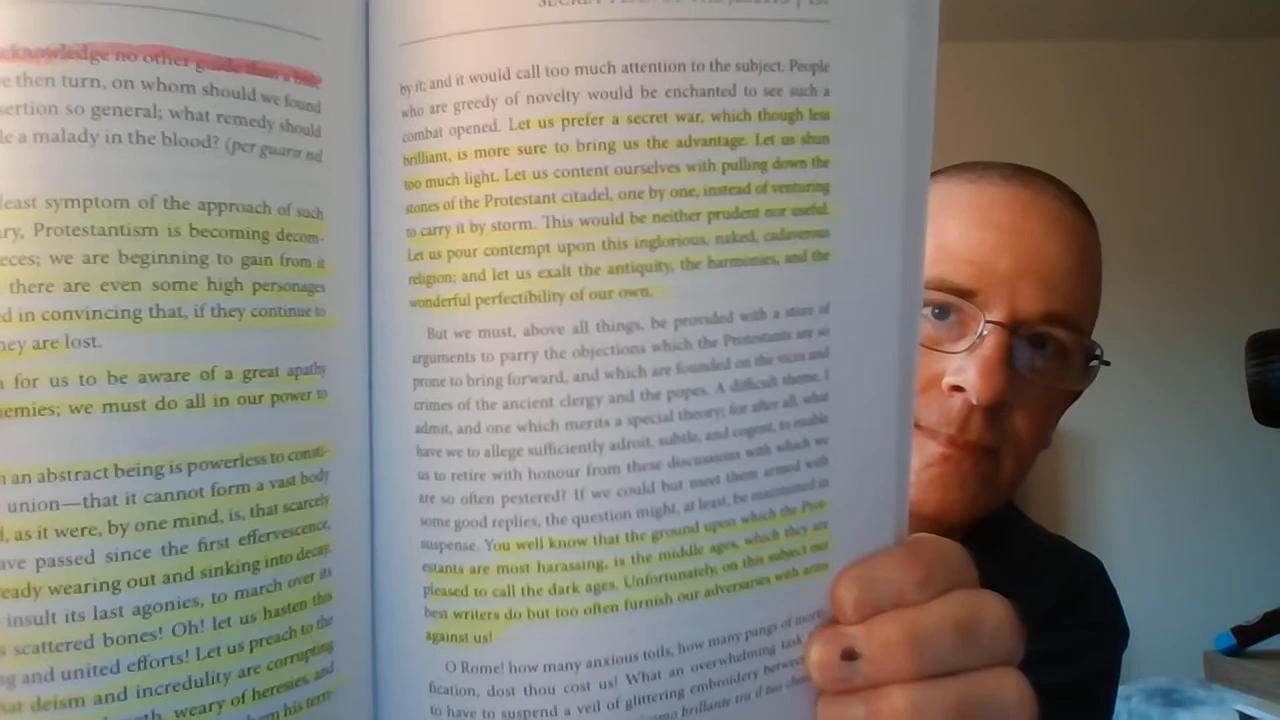 cknowledge no other guide than a
e then turn, on whom should we found
sertion so general; what remedy should
le a malady in the blood? (per guarir nel
least symptom of the approach of such
ry, Protestantism is becoming decom-
eces; we are beginning to gain from it
there are even some high personages
d in convincing that, if they continue to
hey are lost.
for us to be aware of a great apathy
nemies; we must do all in our power to
an abstract being is powerless to consti-
union—that it cannot form a vast body
, as it were, by one mind, is, that scarcely
ave passed since the first effervescence,
eady wearing out and sinking into decay.
insult its last agonies, to march over its
scattered bones! Oh! let us hasten this
g and united efforts! Let us preach to the
at deism and incredulity are corrupting
th, weary of heresies, and
his terri-
SECRET PLAN OF THE JESUITS |
by it; and it would call too much attention to the subject. People
who are greedy of novelty would be enchanted to see such a
combat opened. Let us prefer a secret war, which though less
brilliant, is more sure to bring us the advantage. Let us shun
too much light. Let us content ourselves with pulling down the
stones of the Protestant citadel, one by one, instead of venturing
to carry it by storm. This would be neither prudent nor useful.
Let us pour contempt upon this inglorious, naked, cadaverous
religion; and let us exalt the antiquity, the harmonies, and the
wonderful perfectibility of our own.
But we must, above all things, be provided with a store of
arguments to parry the objections which the Protestants are so
prone to bring forward, and which are founded on the vices and
crimes of the ancient clergy and the popes. A difficult theme, I
admit, and one which merits a special theory; for after all, what
have we to allege sufficiently adroit, subtle, and cogent, to enable
us to retire with honour from these discussions with which we
are so often pestered? If we could but meet them armed with
some good replies, the question might, at least, be maintained in
suspense. You well know that the ground upon which the Prot-
estants are most harassing, is the middle ages, which they are
pleased to call the dark ages. Unfortunately, on this subject our
best writers do but too often furnish our adversaries with arms
against us!
O Rome! how many anxious toils, how many pangs of mort-
fication, dost thou cost us! What an overwhelming task
to have to suspend a veil of glittering embroidery between
brillante tra il tuo